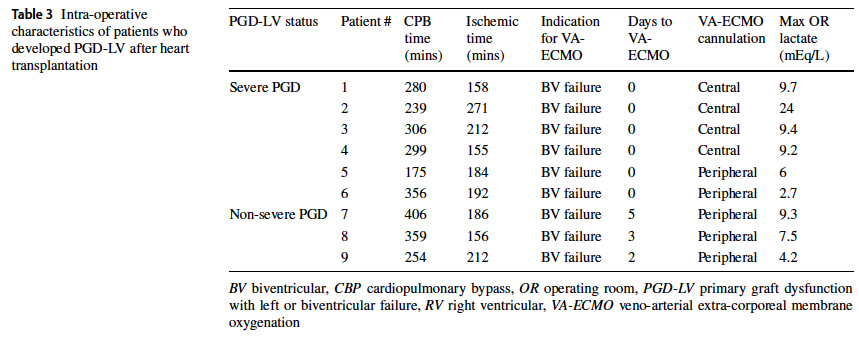 Table 3 Intra-operative
characteristics of patients who
developed PGD-LV after heart
transplantation
PGD-LV status Patient # CPB time (mins) Ischemic time (mins) Indication for VA-ECMO Days to VA-ECMO VA-ECMO cannulation Max OR lactate (mEq/L)
Severe PGD 1 280 158 BV failure 0 Central 9.7
2 239 271 BV failure 0 Central 24
3 306 212 BV failure 0 Central 9.4
4 299 155 BV failure 0 Central 9.2
5 175 184 BV failure 0 Peripheral 6
6 356 192 BV failure 0 Peripheral 2.7
Non-severe PGD 7 406 186 BV failure 5 Peripheral 9.3
8 359 156 BV failure 3 Peripheral 7.5
9 254 212 BV failure 2 Peripheral 4.2
BV biventricular, CBP cardiopulmonary bypass, OR operating room, PGD-LV primary graft dysfunction
with left or biventricular failure, RV right ventricular, VA-ECMO veno-arterial extra-corporeal membrane
oxygenation